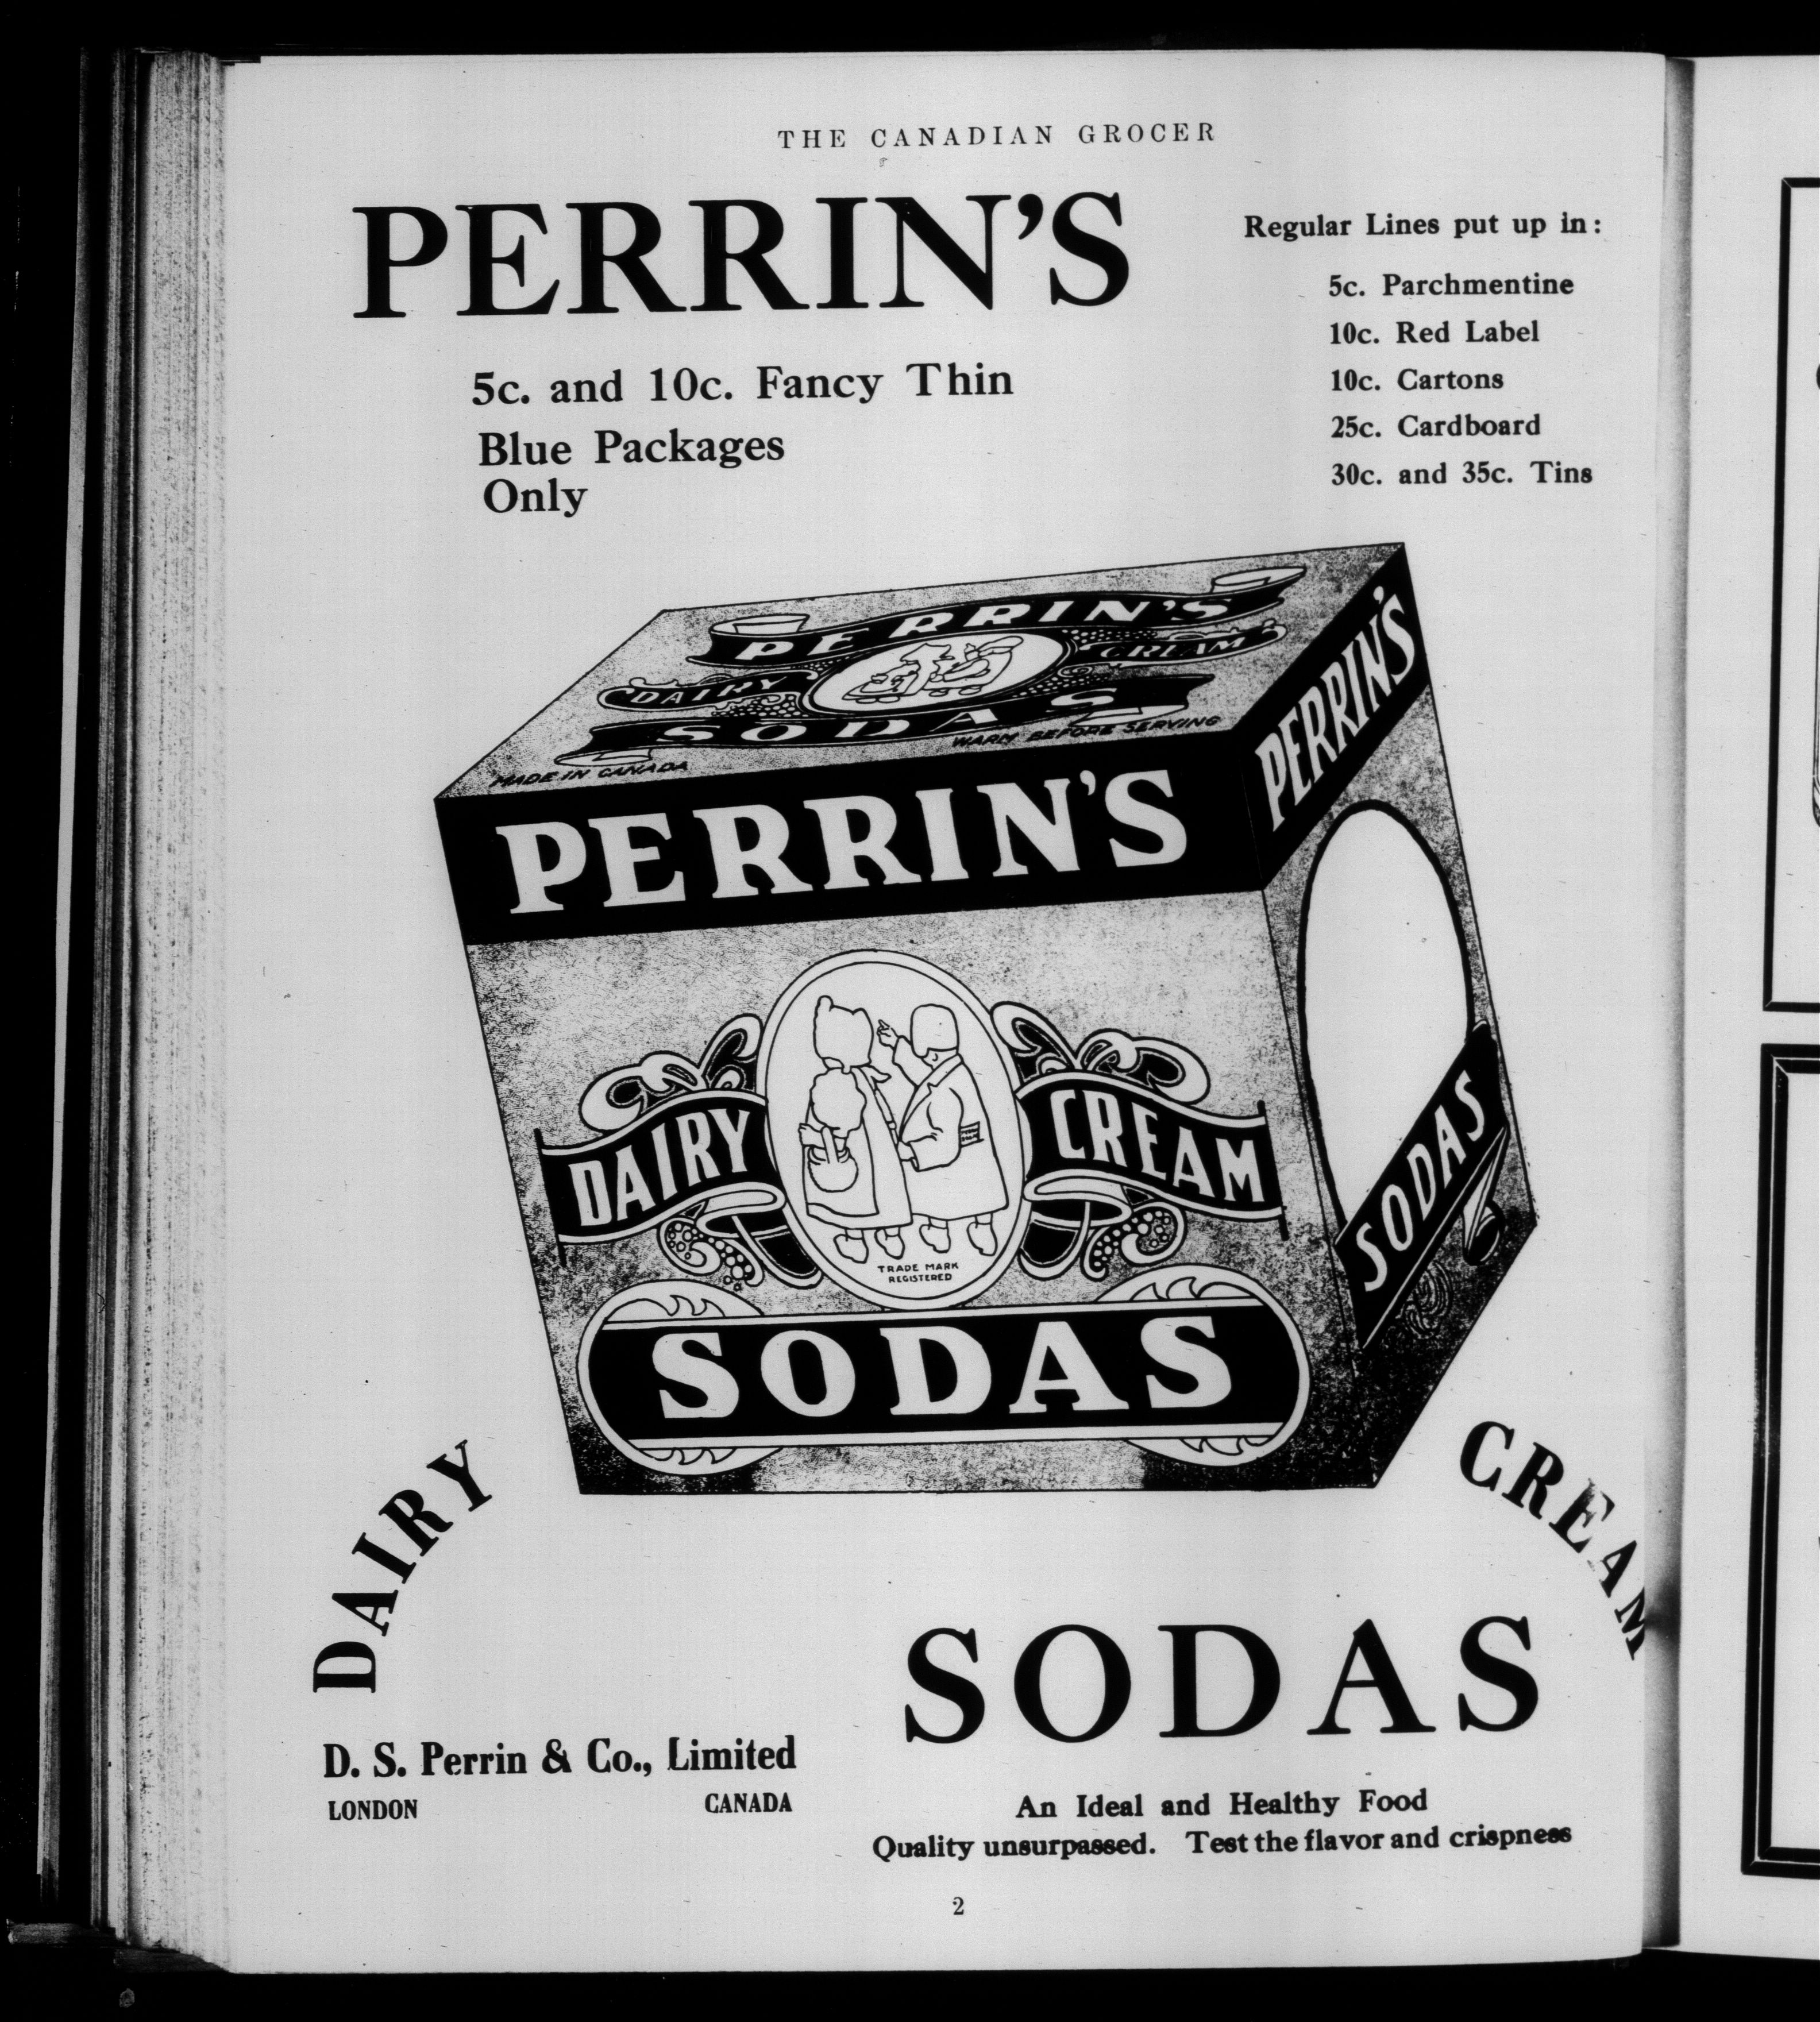 THE CANADIAN GROCER
PERRIN'S
5c. and 10c. Fancy Thin
Blue Packages
Only
Regular Lines put up in:
5c. Parchmentine
10c. Red Label
10c. Cartons
25c. Cardboard
30c. and 35c. Tins
PERRIN'S
DAIRY CREAM
SODAS
MADE IN CANADA WARM BEFORE SERVING
PERRIN'S
DAIRY CREAM
TRADE MARK
REGISTERED
SODAS
PERRIN'S
SODAS
DAIRY CREAM
SODAS
D. S. Perrin & Co., Limited
LONDON CANADA
An Ideal and Healthy Food
Quality unsurpassed. Test the flavor and crispness
2